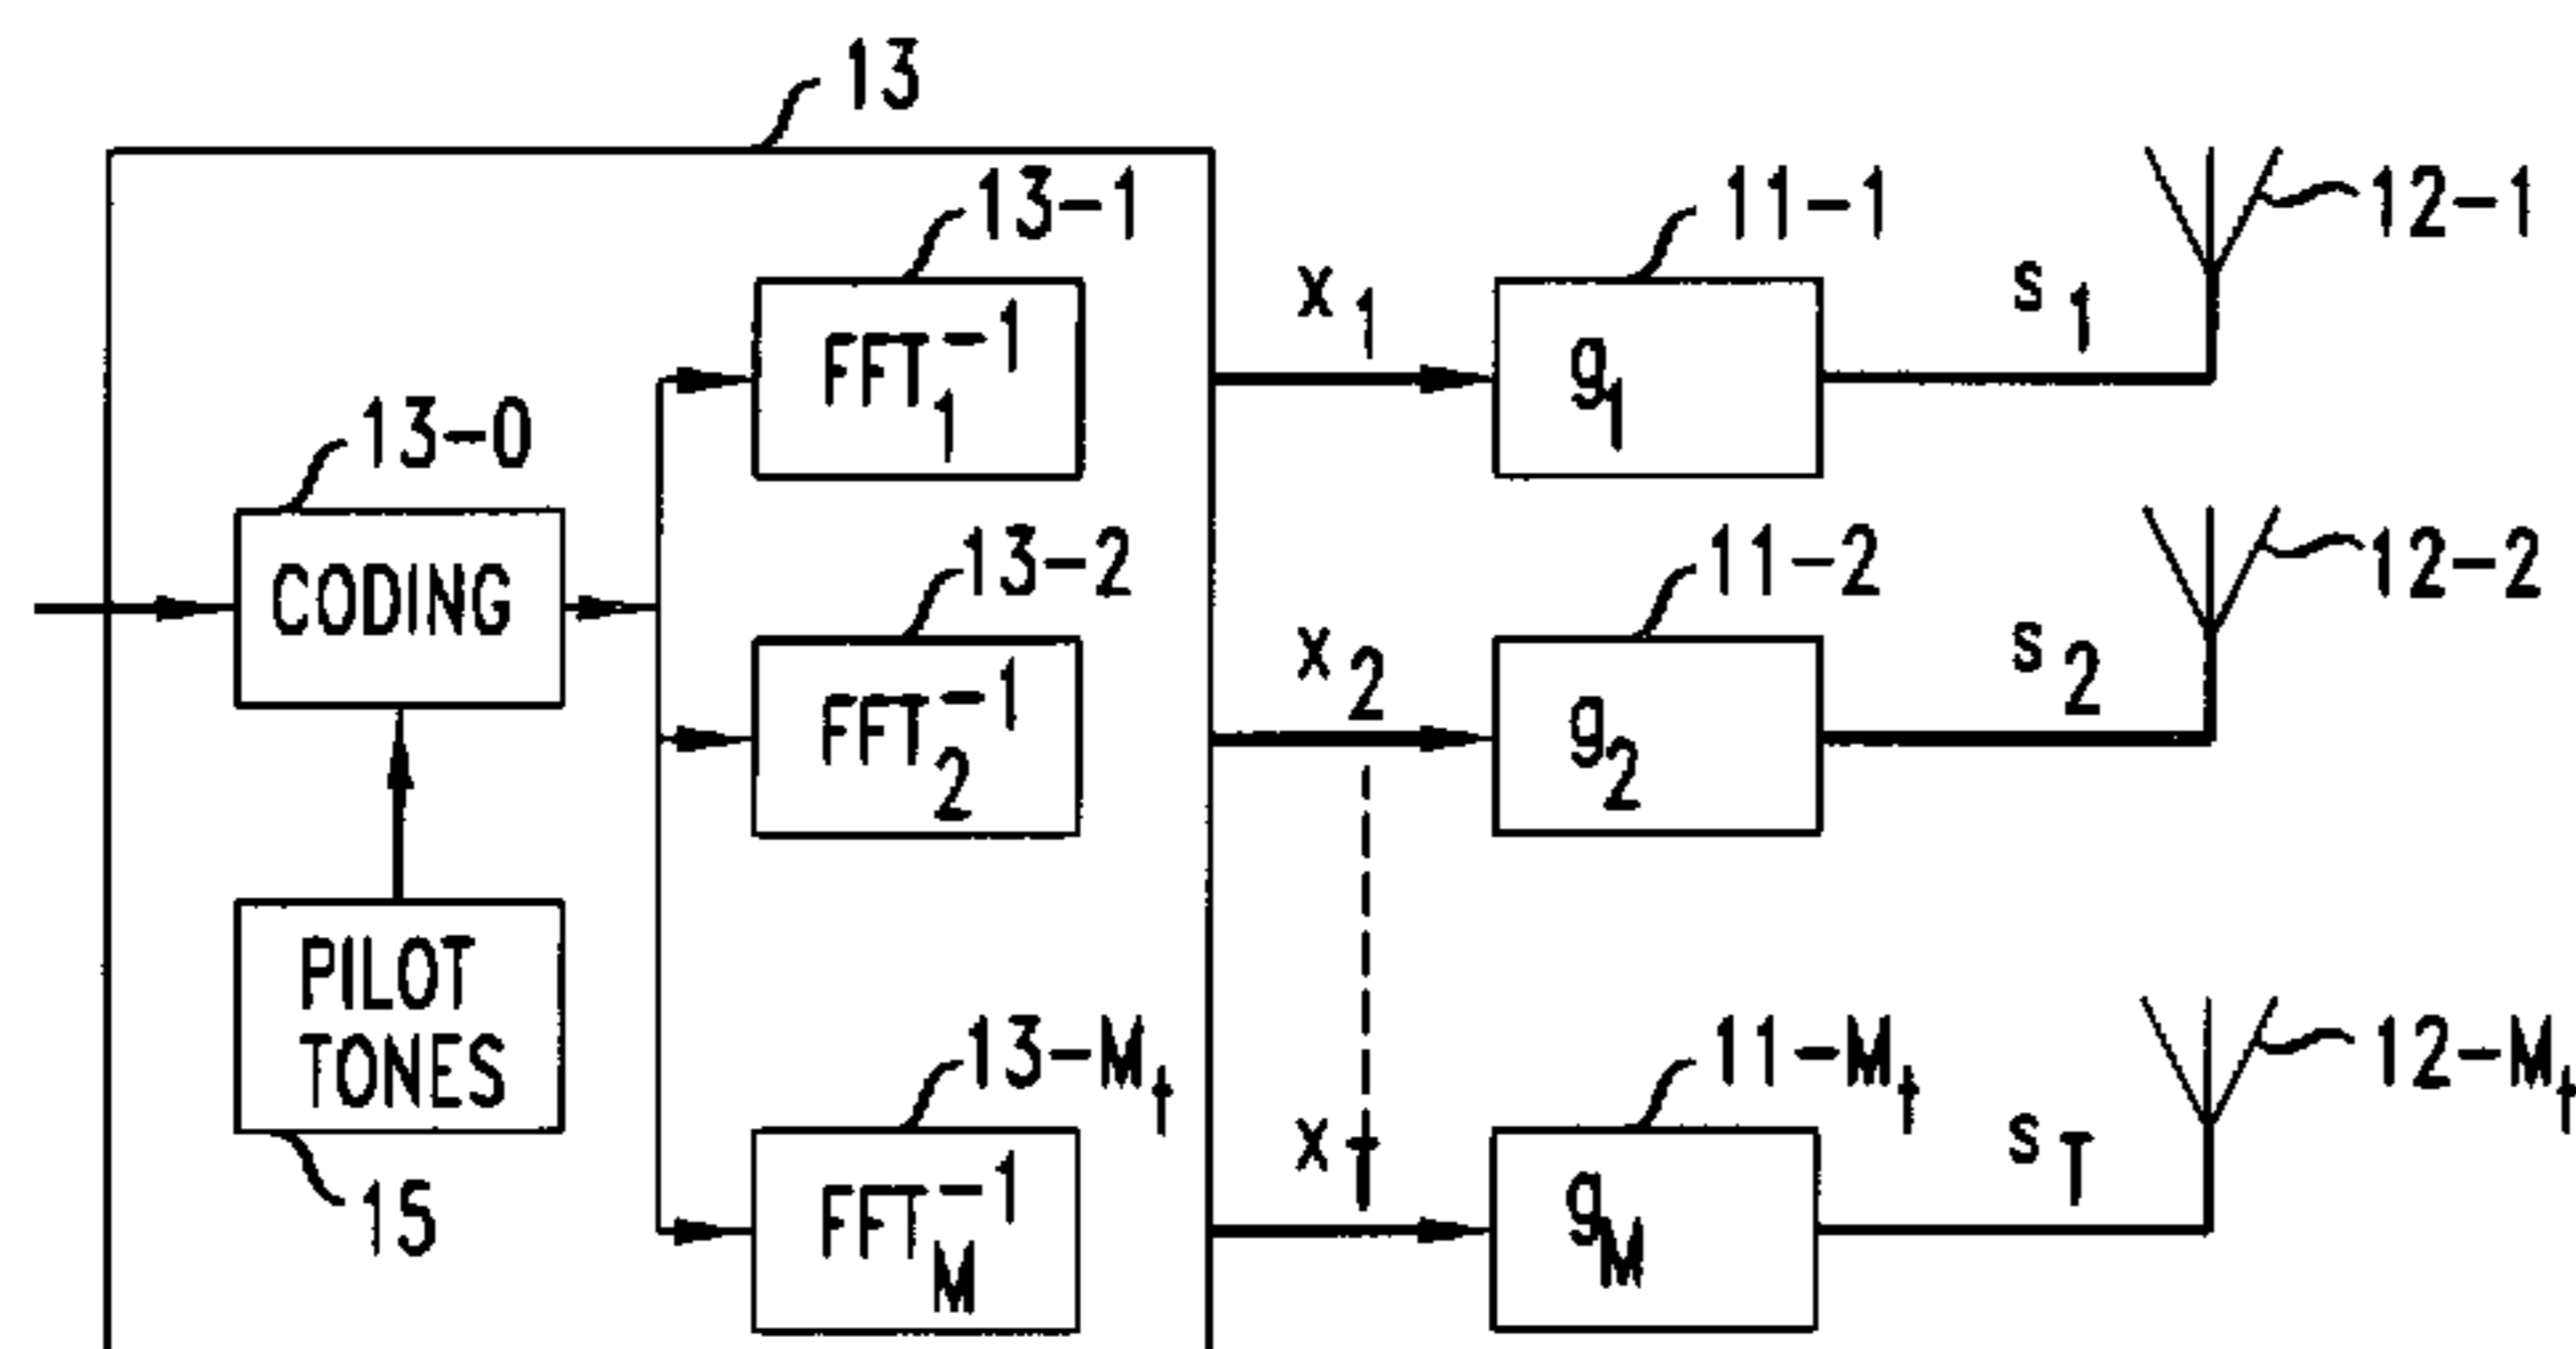 13
13-1
11-1
12-1
x1
s1
FFT1^-1
g1
13-0
CODING
13-2
11-2
12-2
x2
s2
FFT2^-1
g2
PILOT
TONES
15
13-Mt
11-Mt
12-Mt
xT
sT
FFTM^-1
gM